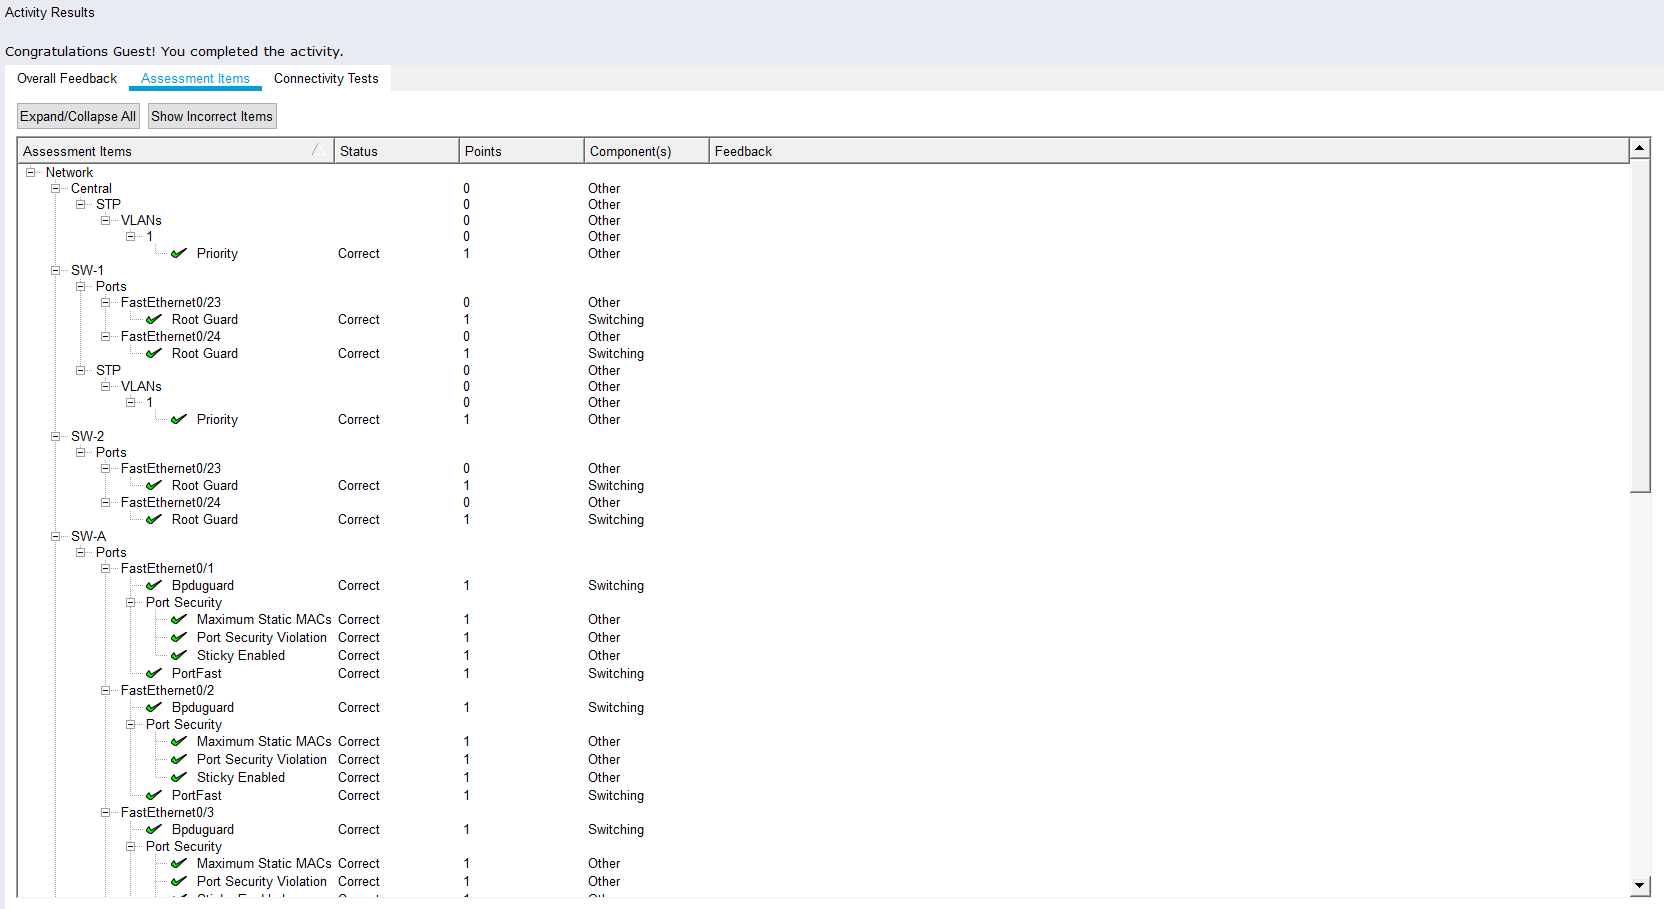 Activity Results
Congratulations Guest! You completed the activity.
Overall Feedback Assessment Items Connectivity Tests
Expand/Collapse All Show Incorrect Items
Assessment Items Status Points Component(s) Feedback
Network
Central 0 Other
STP 0 Other
VLANs 0 Other
1 0 Other
Priority Correct 1 Other
SW-1
Ports
FastEthernet0/23 0 Other
Root Guard Correct 1 Switching
FastEthernet0/24 0 Other
Root Guard Correct 1 Switching
STP 0 Other
VLANs 0 Other
1 0 Other
Priority Correct 1 Other
SW-2
Ports
FastEthernet0/23 0 Other
Root Guard Correct 1 Switching
FastEthernet0/24 0 Other
Root Guard Correct 1 Switching
SW-A
Ports
FastEthernet0/1
Bpduguard Correct 1 Switching
Port Security
Maximum Static MACs Correct 1 Other
Port Security Violation Correct 1 Other
Sticky Enabled Correct 1 Other
PortFast Correct 1 Switching
FastEthernet0/2
Bpduguard Correct 1 Switching
Port Security
Maximum Static MACs Correct 1 Other
Port Security Violation Correct 1 Other
Sticky Enabled Correct 1 Other
PortFast Correct 1 Switching
FastEthernet0/3
Bpduguard Correct 1 Switching
Port Security
Maximum Static MACs Correct 1 Other
Port Security Violation Correct 1 Other